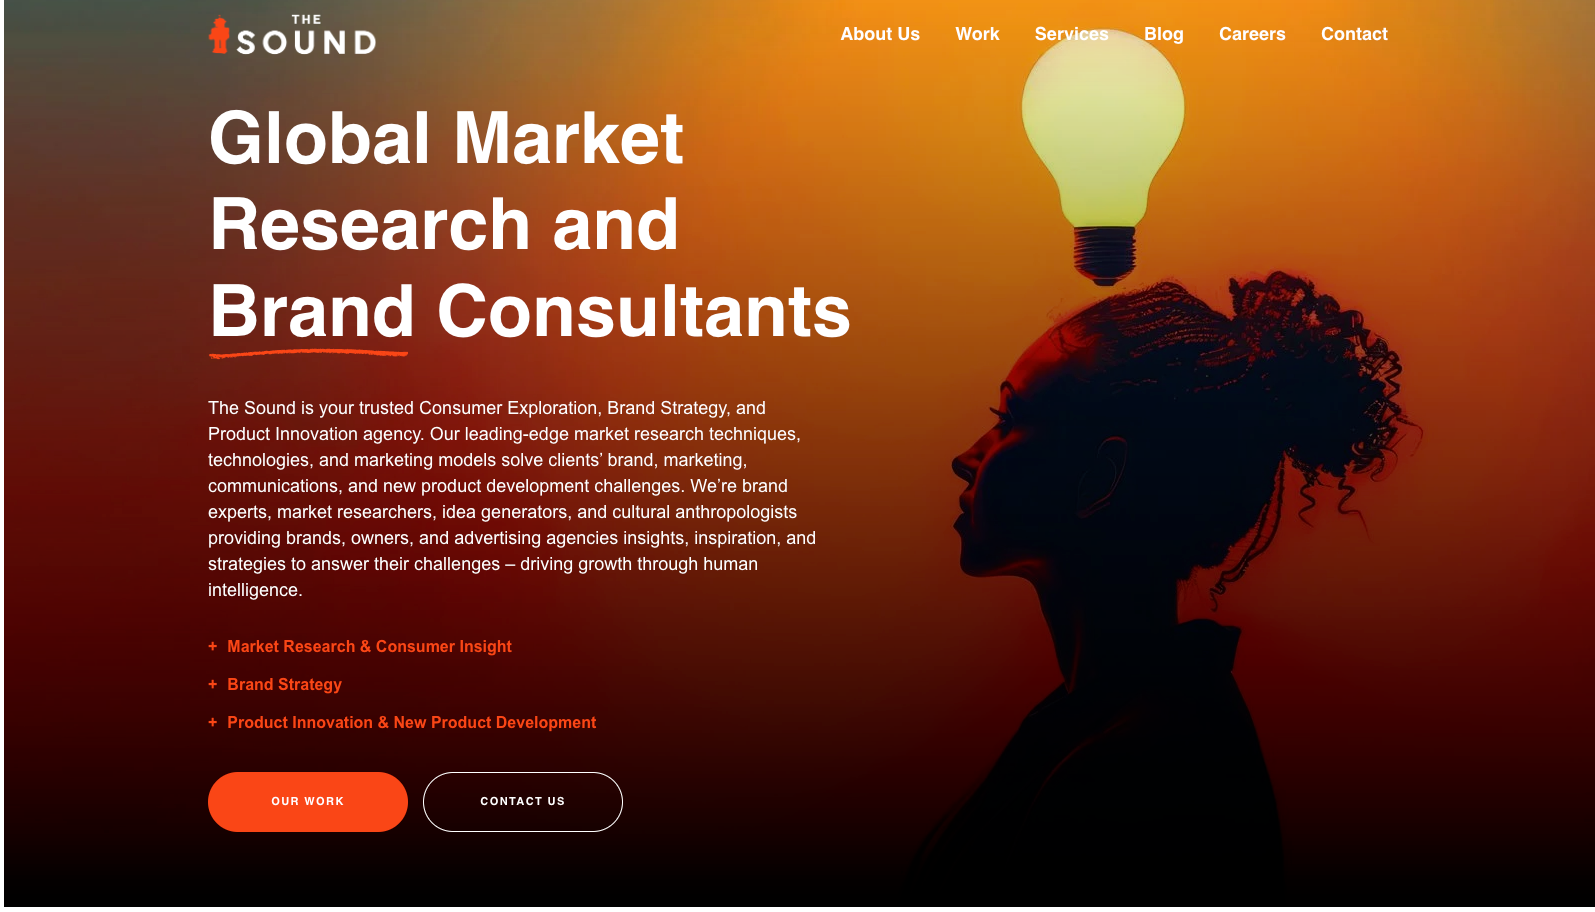 THE
SOUND
About Us Work Services Blog Careers Contact
Global Market
Research and
Brand Consultants
The Sound is your trusted Consumer Exploration, Brand Strategy, and
Product Innovation agency. Our leading-edge market research techniques,
technologies, and marketing models solve clients’ brand, marketing,
communications, and new product development challenges. We’re brand
experts, market researchers, idea generators, and cultural anthropologists
providing brands, owners, and advertising agencies insights, inspiration, and
strategies to answer their challenges – driving growth through human
intelligence.
+ Market Research & Consumer Insight
+ Brand Strategy
+ Product Innovation & New Product Development
OUR WORK CONTACT US